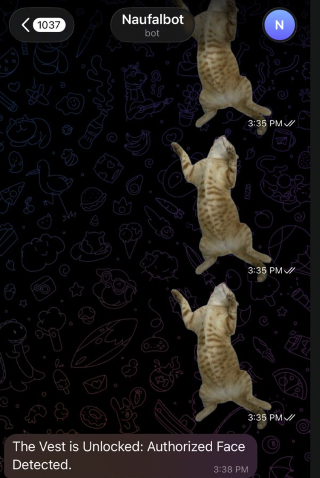 1037
Naufalbot
bot
N
3:35 PM
3:35 PM
3:35 PM
The Vest is Unlocked: Authorized Face
Detected.
3:38 PM